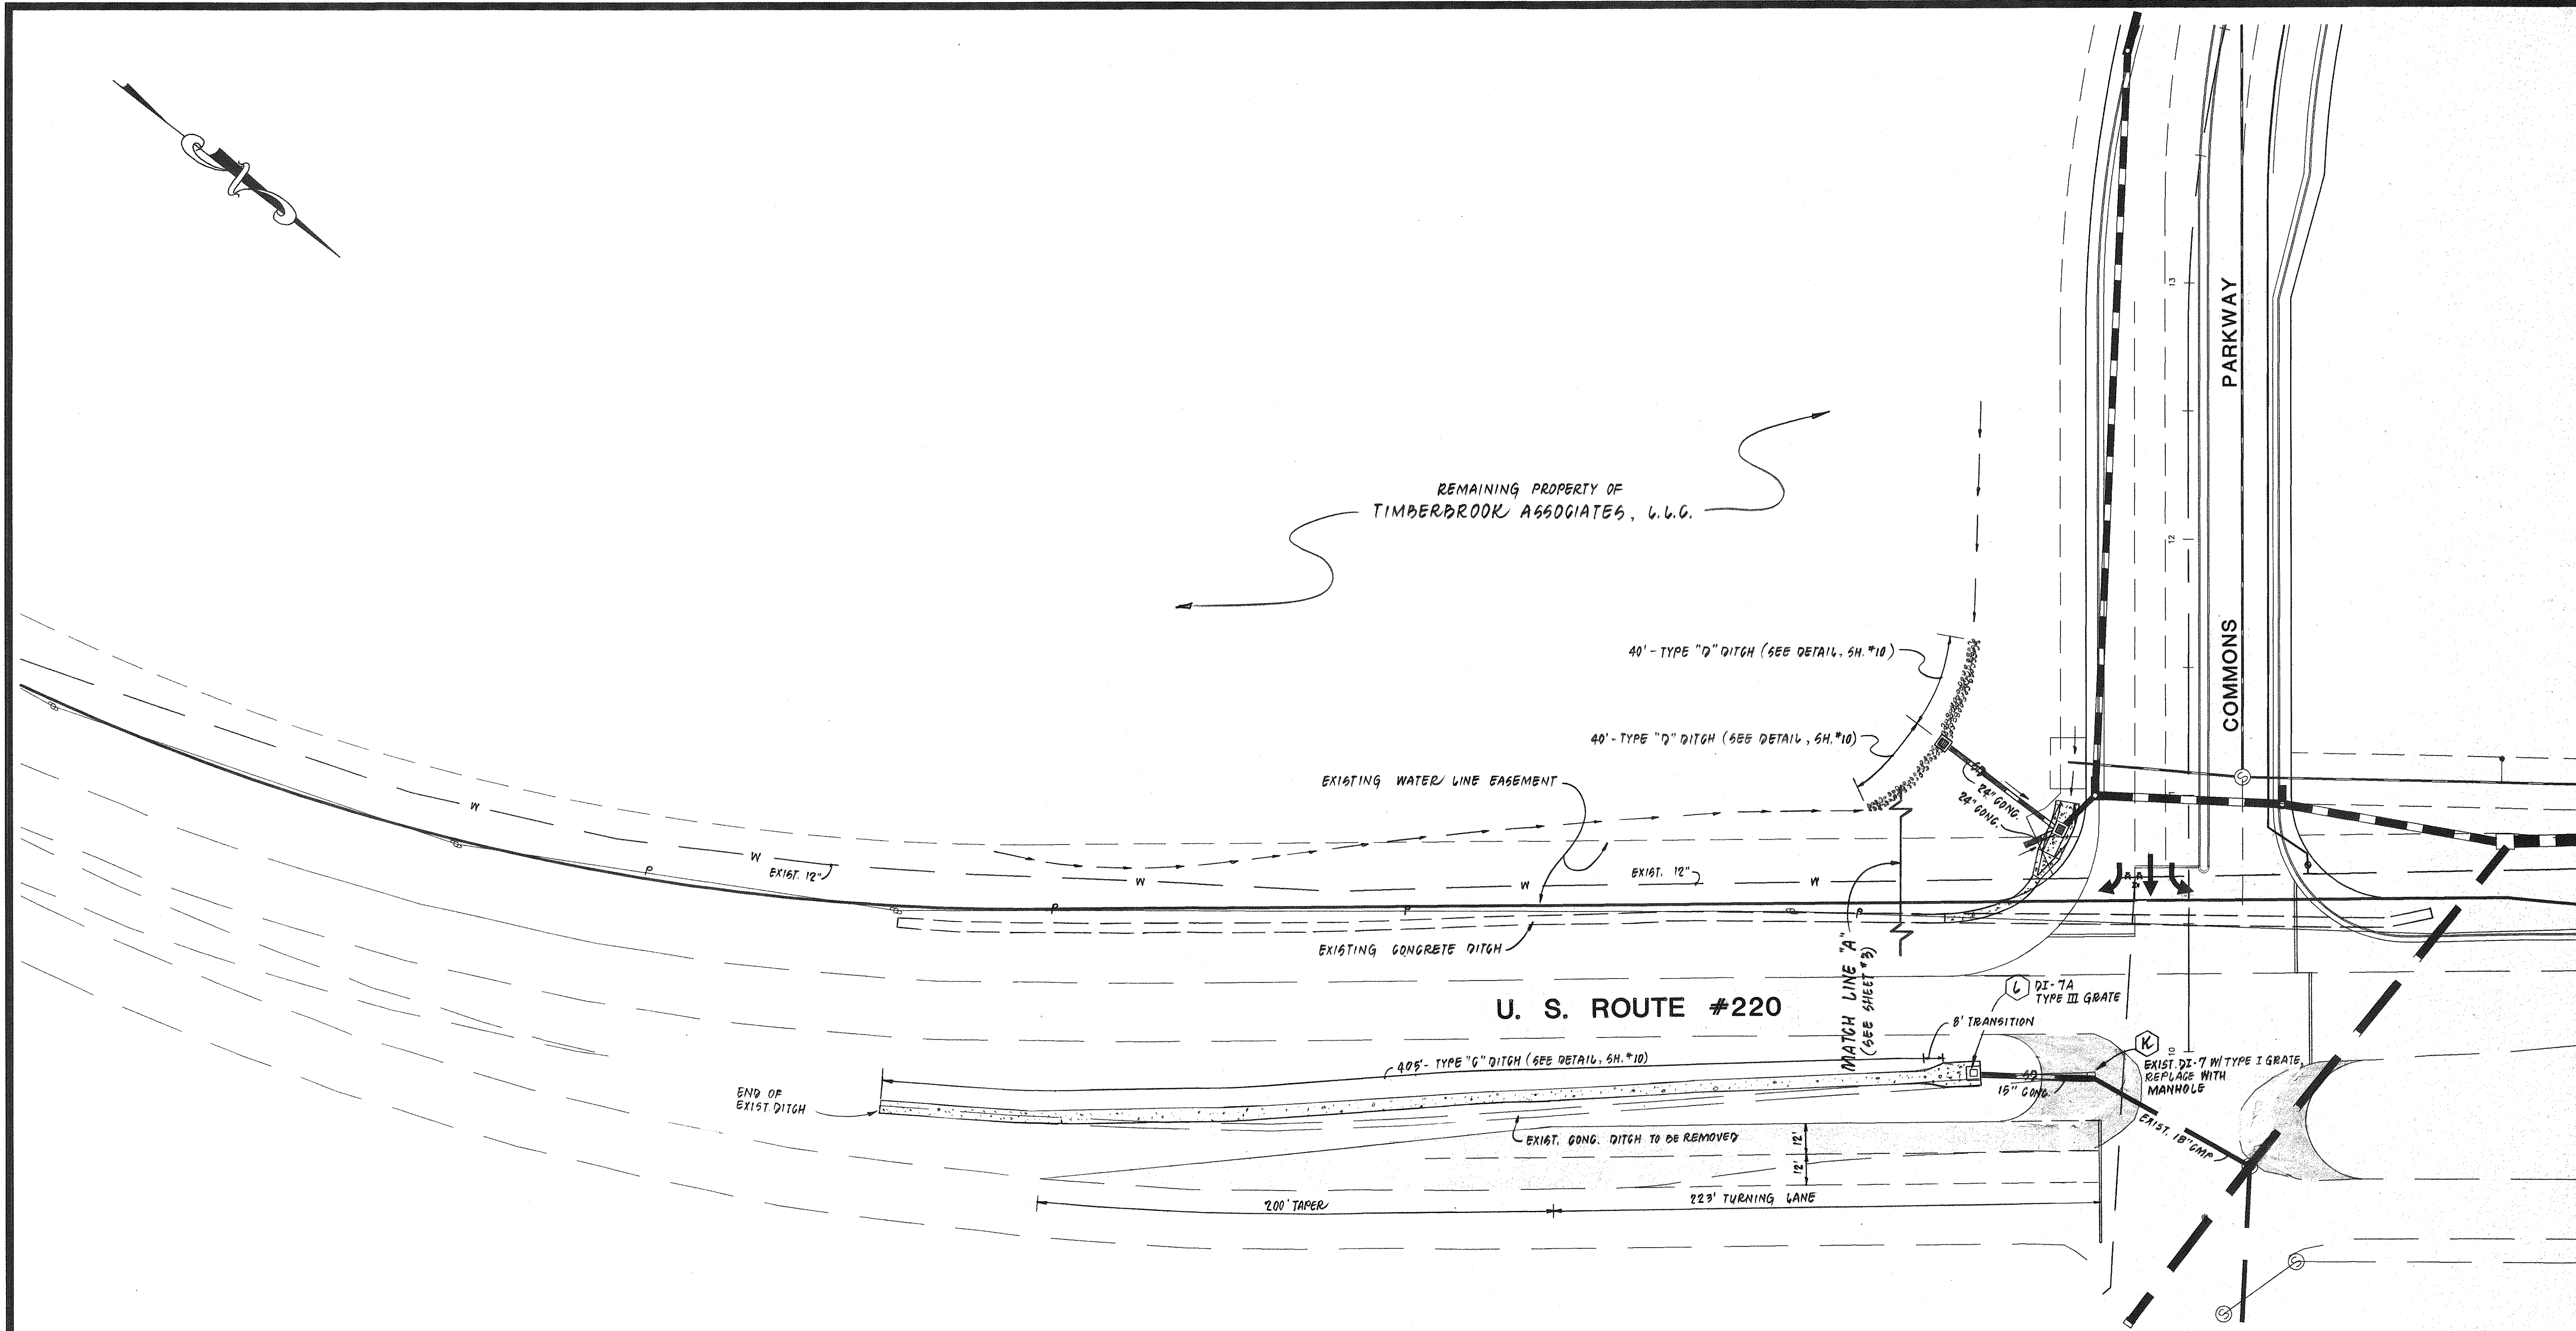 REMAINING PROPERTY OF
TIMBERBROOK ASSOCIATES, L.L.C.
PARKWAY
COMMONS
13
12
10
40' - TYPE "D" DITCH (SEE DETAIL, SH. #10)
40' - TYPE "D" DITCH (SEE DETAIL, SH. #10)
EXISTING WATER LINE EASEMENT
SD
24" CONC.
24" CONC.
W
W
W
W
W
EXIST. 12"
EXIST. 12"
P
P
P
P
EXISTING CONCRETE DITCH
MATCH LINE "A"
(SEE SHEET #3)
U. S. ROUTE #220
L
DI-7A
TYPE III GRATE
8' TRANSITION
K
EXIST. DI-7 W/ TYPE I GRATE,
REPLACE WITH
MANHOLE
405' - TYPE "C" DITCH (SEE DETAIL, SH. #10)
END OF
EXIST. DITCH
SD
15" CONC.
EXIST. 18" CMP
EXIST. CONC. DITCH TO BE REMOVED
12'
12'
200' TAPER
223' TURNING LANE
S
S
S